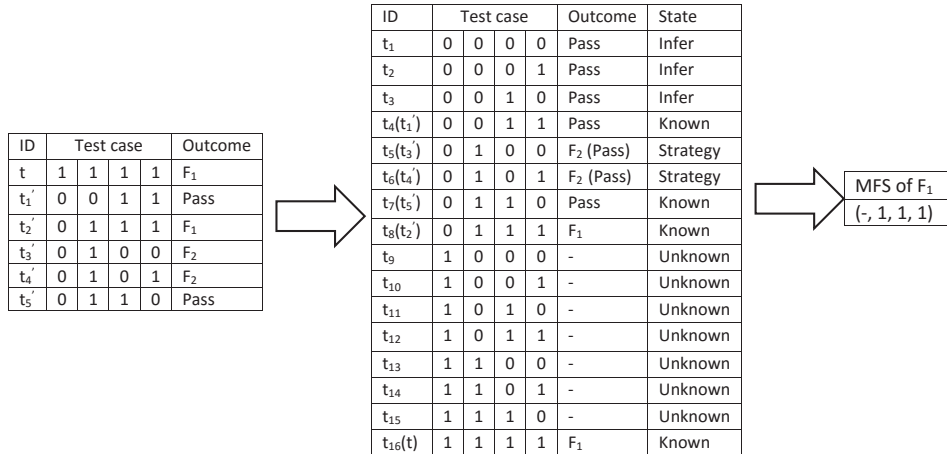 ID Test case Outcome
t 1 1 1 1 F₁
t₁′ 0 0 1 1 Pass
t₂′ 0 1 1 1 F₁
t₃′ 0 1 0 0 F₂
t₄′ 0 1 0 1 F₂
t₅′ 0 1 1 0 Pass
ID Test case Outcome State
t₁ 0 0 0 0 Pass Infer
t₂ 0 0 0 1 Pass Infer
t₃ 0 0 1 0 Pass Infer
t₄(t₁′) 0 0 1 1 Pass Known
t₅(t₃′) 0 1 0 0 F₂ (Pass) Strategy
t₆(t₄′) 0 1 0 1 F₂ (Pass) Strategy
t₇(t₅′) 0 1 1 0 Pass Known
t₈(t₂′) 0 1 1 1 F₁ Known
t₉ 1 0 0 0 - Unknown
t₁₀ 1 0 0 1 - Unknown
t₁₁ 1 0 1 0 - Unknown
t₁₂ 1 0 1 1 - Unknown
t₁₃ 1 1 0 0 - Unknown
t₁₄ 1 1 0 1 - Unknown
t₁₅ 1 1 1 0 - Unknown
t₁₆(t) 1 1 1 1 F₁ Known
MFS of F₁
(-, 1, 1, 1)